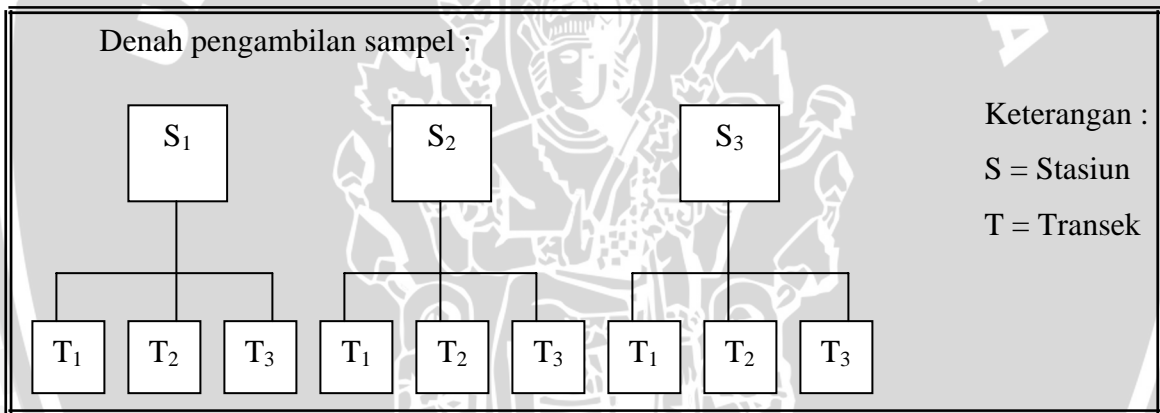 Denah pengambilan sampel :
S₁ S₂ S₃
Keterangan :
S = Stasiun
T = Transek
T₁ T₂ T₃ T₁ T₂ T₃ T₁ T₂ T₃